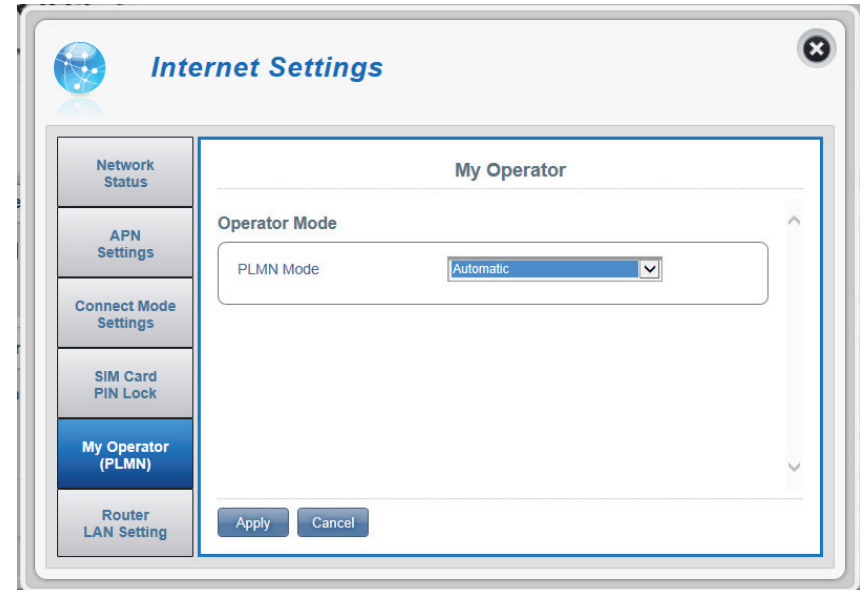 Internet Settings
Network
Status
APN
Settings
Connect Mode
Settings
SIM Card
PIN Lock
My Operator
(PLMN)
Router
LAN Setting
My Operator
Operator Mode
PLMN Mode
Automatic
Apply
Cancel